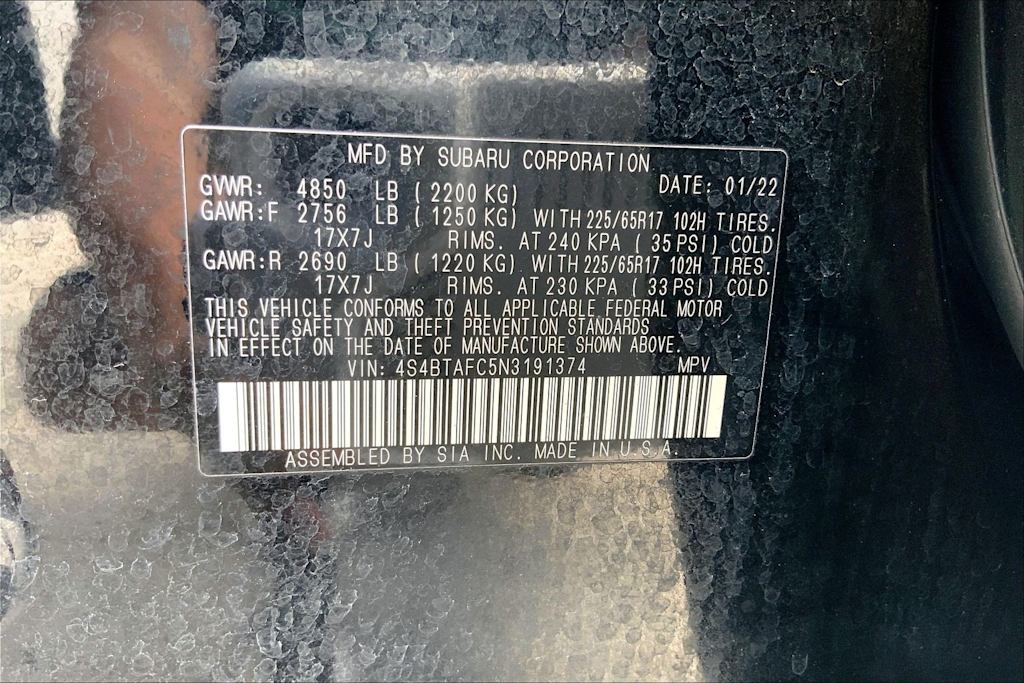 MFD BY SUBARU CORPORATION
GVWR: 4850 LB (2200 KG) DATE: 01/22
GAWR:F 2756 LB (1250 KG) WITH 225/65R17 102H TIRES.
17X7J RIMS. AT 240 KPA (35 PSI) COLD
GAWR:R 2690 LB (1220 KG) WITH 225/65R17 102H TIRES.
17X7J RIMS. AT 230 KPA (33 PSI) COLD
THIS VEHICLE CONFORMS TO ALL APPLICABLE FEDERAL MOTOR
VEHICLE SAFETY AND THEFT PREVENTION STANDARDS
IN EFFECT ON THE DATE OF MANUFACTURE SHOWN ABOVE.
VIN: 4S4BTAFC5N3191374 MPV
ASSEMBLED BY SIA INC. MADE IN U.S.A.